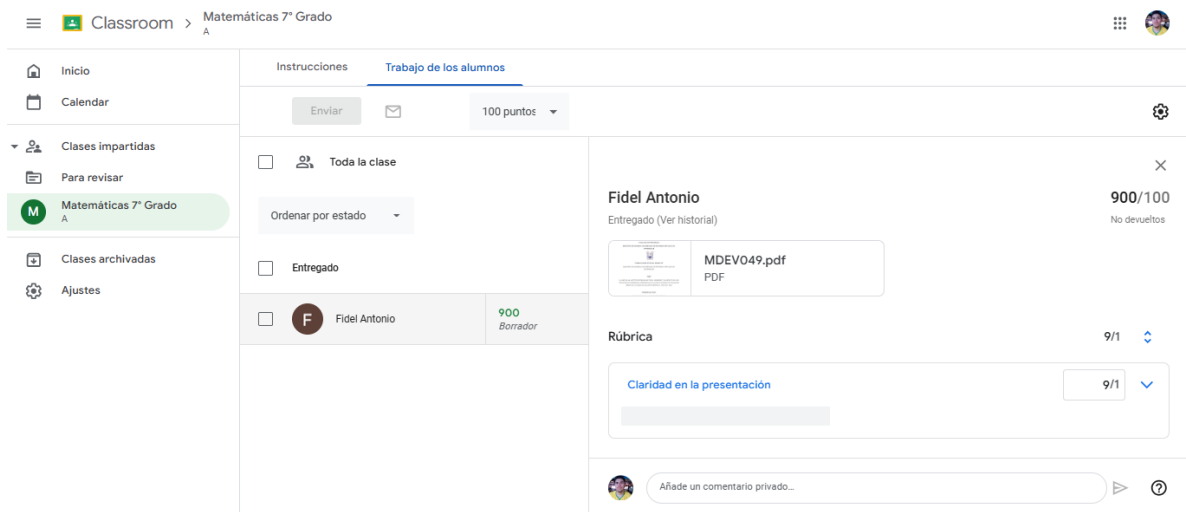 Classroom > Matemáticas 7° Grado
A
Inicio
Calendar
Clases impartidas
Para revisar
M Matemáticas 7° Grado
A
Clases archivadas
Ajustes
Instrucciones Trabajo de los alumnos
Enviar 100 puntos
Toda la clase
Ordenar por estado
Entregado
F Fidel Antonio 900
Borrador
Fidel Antonio 900/100
Entregado (Ver historial) No devueltos
MDEV049.pdf
PDF
Rúbrica 9/1
Claridad en la presentación 9/1
Añade un comentario privado...